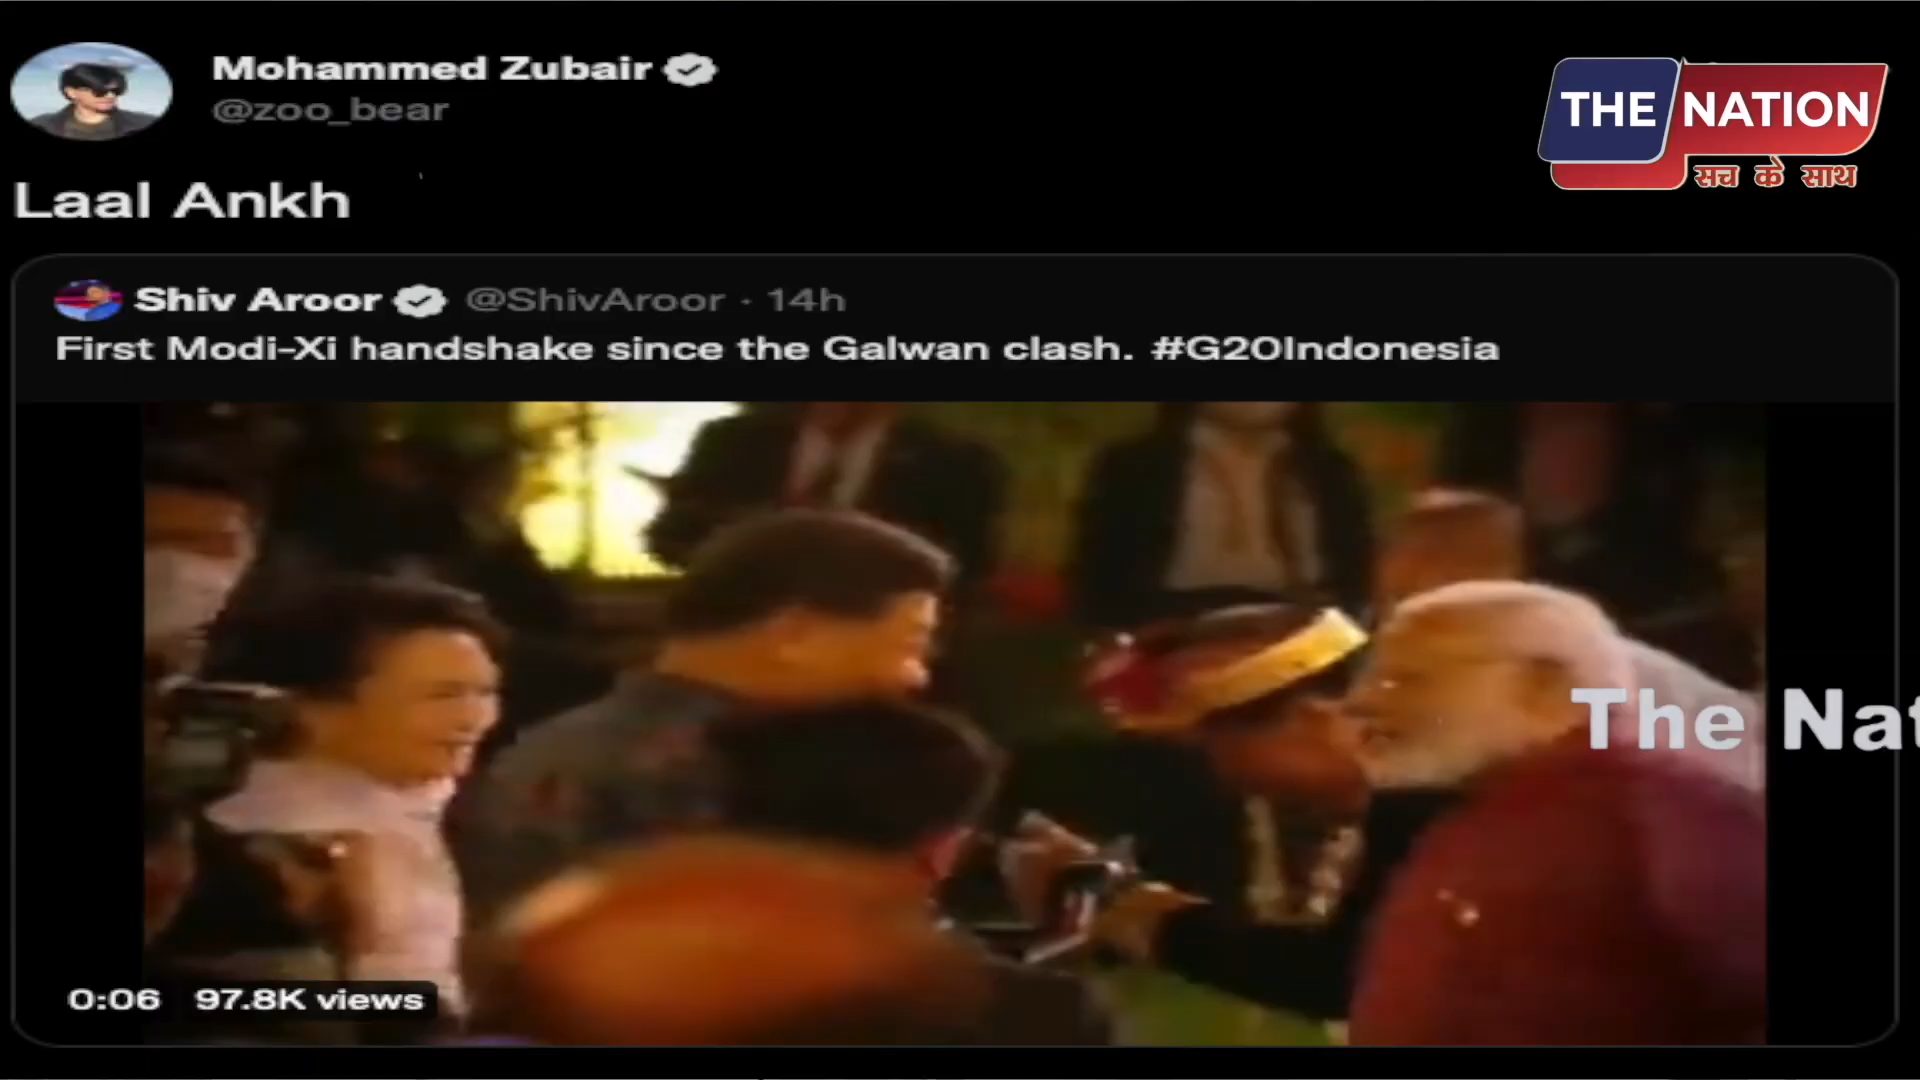 Mohammed Zubair
@zoo_bear
THE NATION
सच के साथ
Laal Ankh
Shiv Aroor @ShivAroor · 14h
First Modi-Xi handshake since the Galwan clash. #G20Indonesia
The Nat
0:06 97.8K views